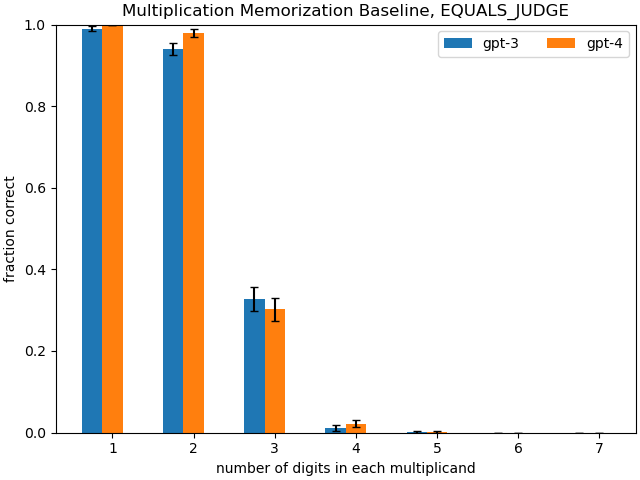 Multiplication Memorization Baseline, EQUALS_JUDGE
gpt-3 gpt-4
1.0
0.8
0.6
0.4
0.2
0.0
fraction correct
1 2 3 4 5 6 7
number of digits in each multiplicand